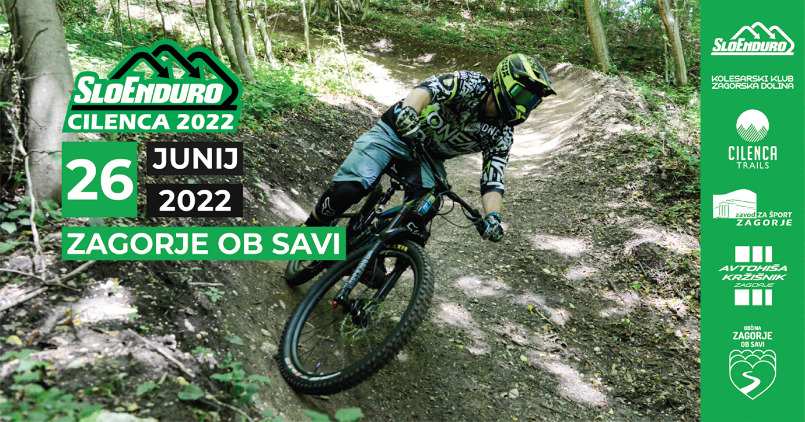 SLOENDURO
CILENCA 2022
26
JUNIJ
2022
ZAGORJE OB SAVI
SLOENDURO
KOLESARSKI KLUB
ZAGORSKA DOLINA
CILENCA
TRAILS
zavod ZA ŠPORT
ZAGORJE
AVTOHIŠA
KRŽIŠNIK
ZAGORJE
OBČINA
ZAGORJE
OB SAVI
O'NEAL